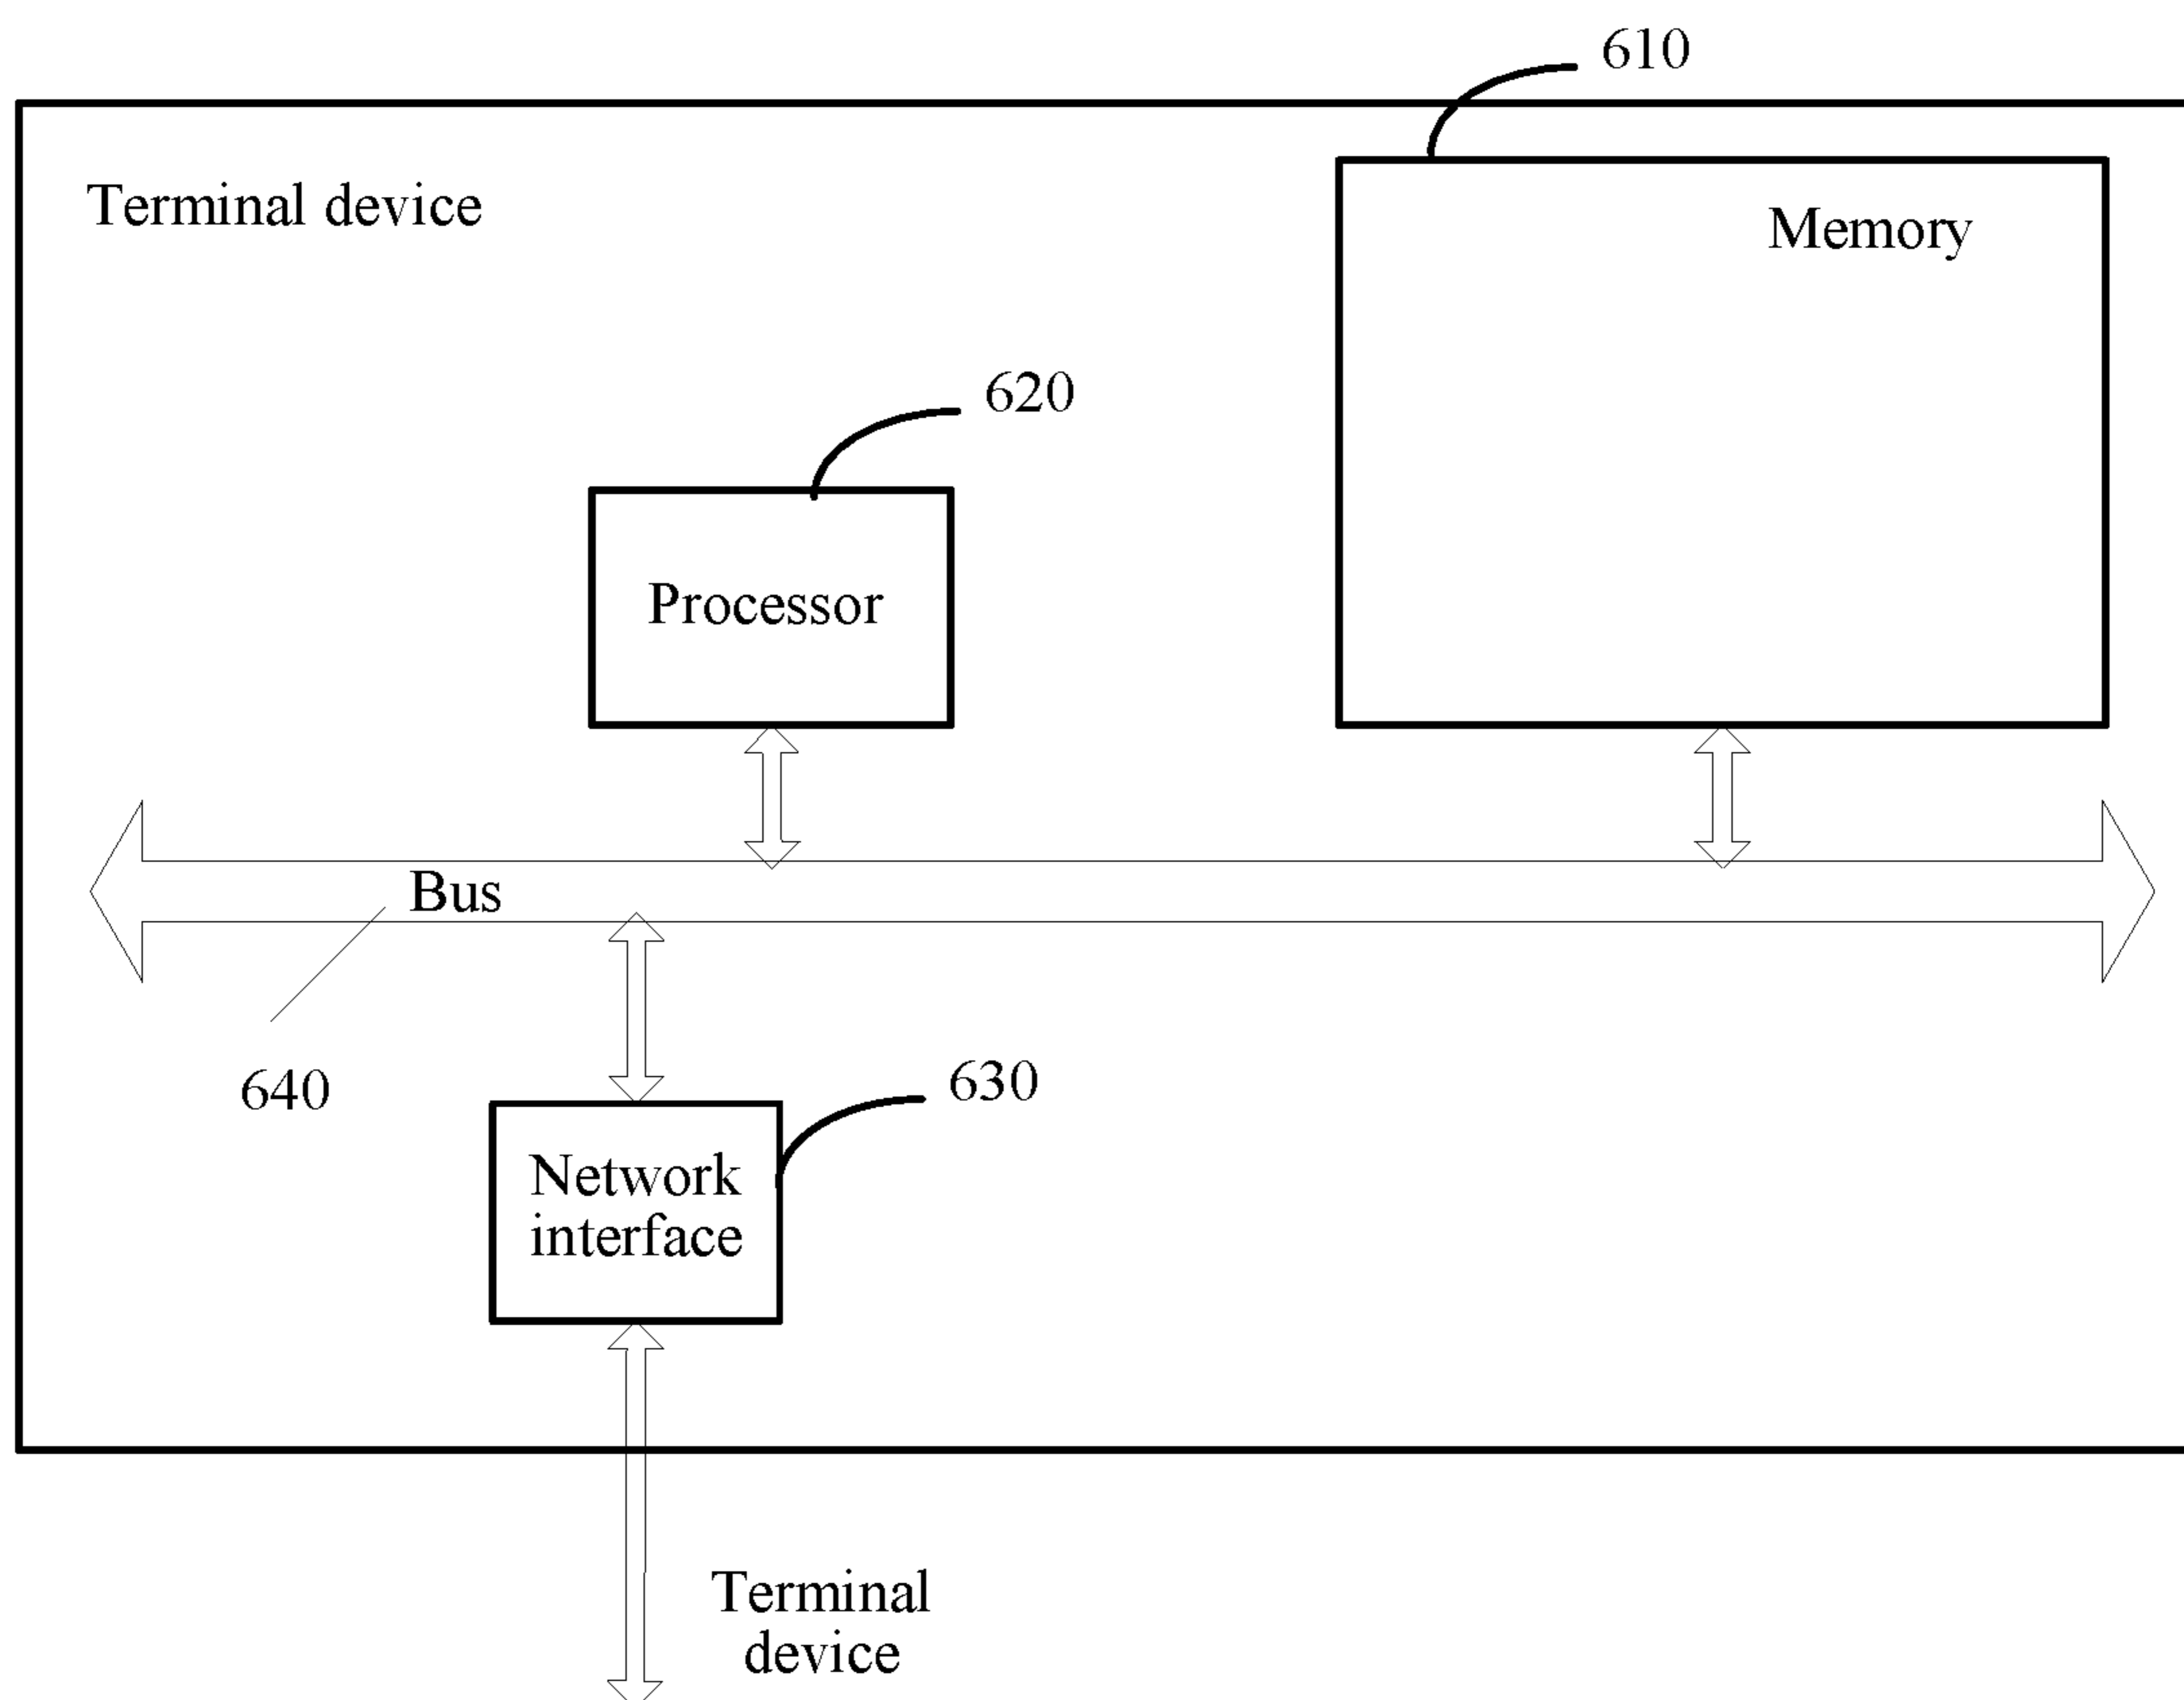 610
Terminal device
Memory
620
Processor
Bus
640
630
Network
interface
Terminal
device